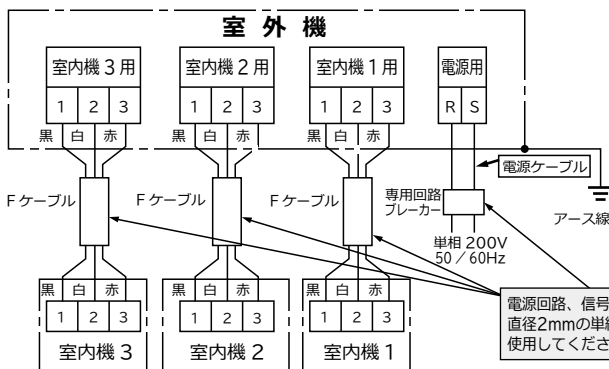 室外機
室内機3用
室内機2用
室内機1用
電源用
1 2 3
1 2 3
1 2 3
R S
黒 白 赤
黒 白 赤
黒 白 赤
電源ケーブル
Fケーブル
Fケーブル
Fケーブル
専用回路
ブレーカー
アース線
単相 200V
50/60Hz
黒 白 赤
黒 白 赤
黒 白 赤
1 2 3
1 2 3
1 2 3
室内機3
室内機2
室内機1
電源回路、信号
直径2mmの単
使用してくださ